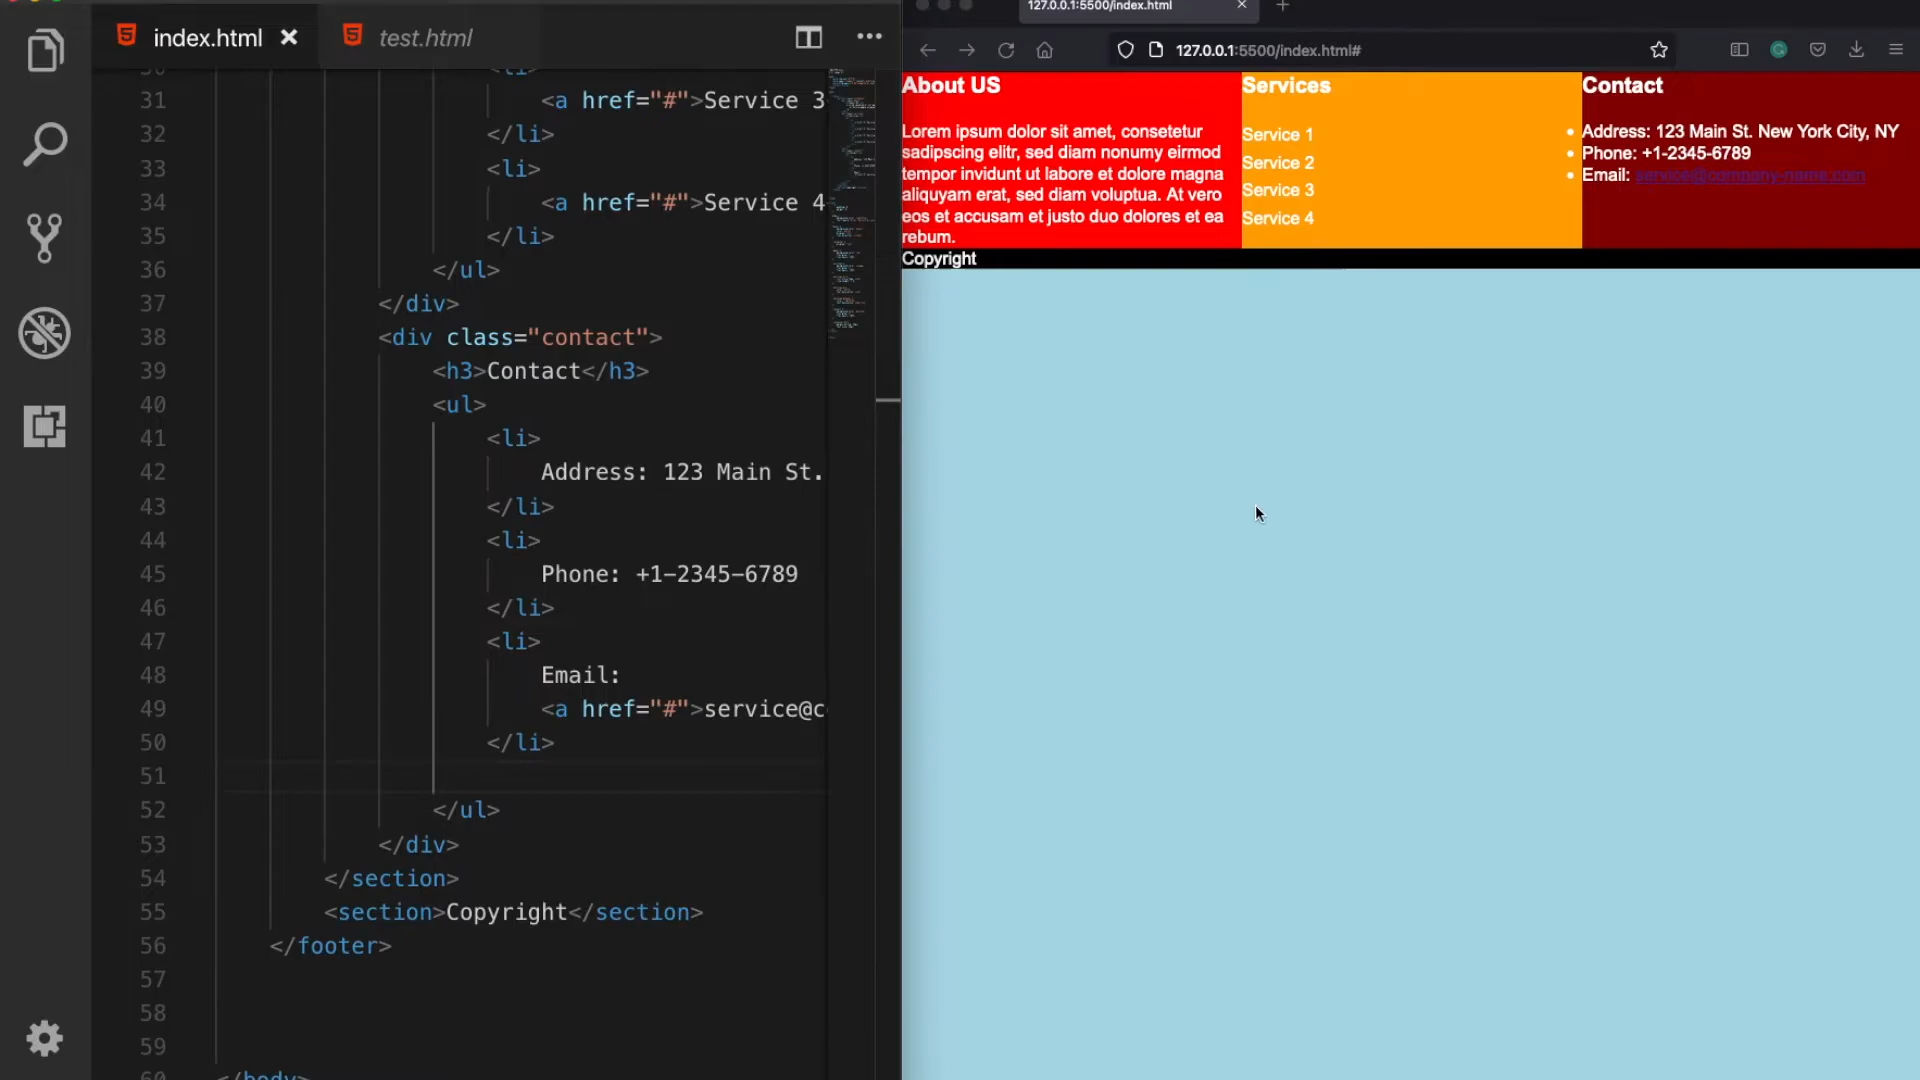 index.html
test.html
31 <a href="#">Service 3
32 </li>
33 <li>
34 <a href="#">Service 4
35 </li>
36 </ul>
37 </div>
38 <div class="contact">
39 <h3>Contact</h3>
40 <ul>
41 <li>
42 Address: 123 Main St.
43 </li>
44 <li>
45 Phone: +1-2345-6789
46 </li>
47 <li>
48 Email:
49 <a href="#">service@c
50 </li>
51
52 </ul>
53 </div>
54 </section>
55 <section>Copyright</section>
56 </footer>
57
58
59
60 </body>
127.0.0.1:5500/index.html
127.0.0.1:5500/index.html#
About US
Lorem ipsum dolor sit amet, consetetur
sadipscing elitr, sed diam nonumy eirmod
tempor invidunt ut labore et dolore magna
aliquyam erat, sed diam voluptua. At vero
eos et accusam et justo duo dolores et ea
rebum.
Services
Service 1
Service 2
Service 3
Service 4
Contact
Address: 123 Main St. New York City, NY
Phone: +1-2345-6789
Email: service@company-name.com
Copyright